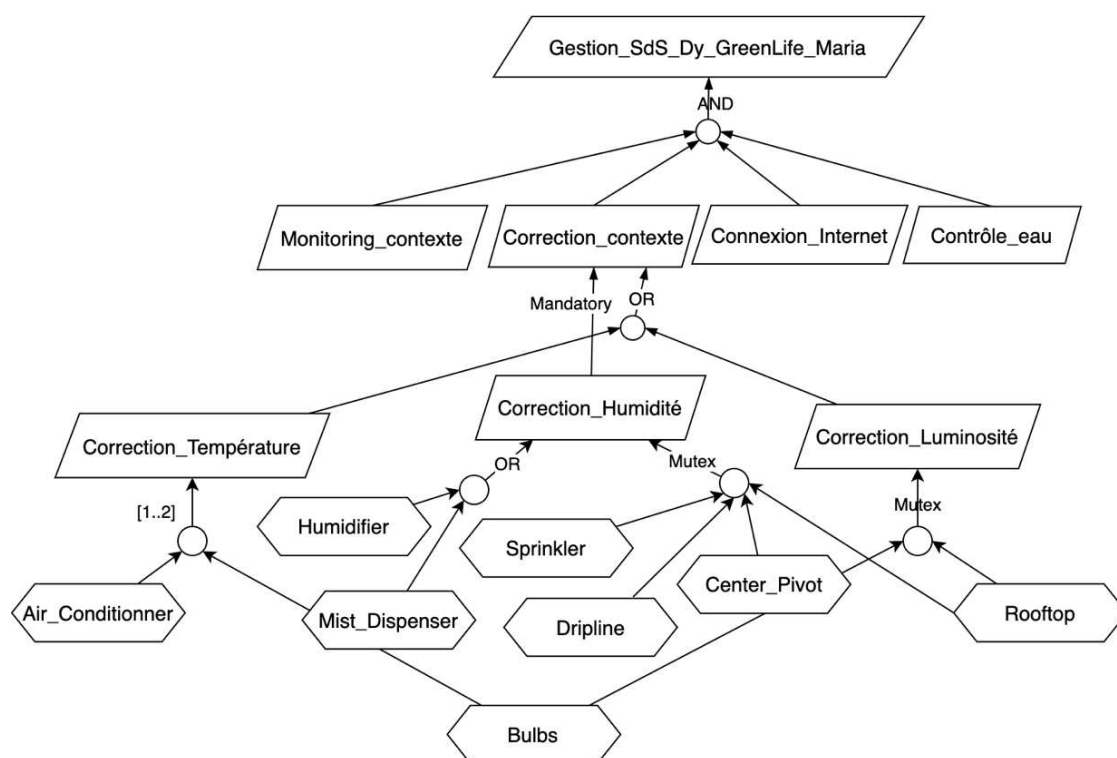 Gestion_SdS_Dy_GreenLife_Maria
AND
Monitoring_contexte
Correction_contexte
Connexion_Internet
Contrôle_eau
Mandatory
OR
Correction_Température
Correction_Humidité
Correction_Luminosité
OR
Mutex
[1..2]
Humidifier
Sprinkler
Mutex
Air_Conditionner
Mist_Dispenser
Dripline
Center_Pivot
Rooftop
Bulbs